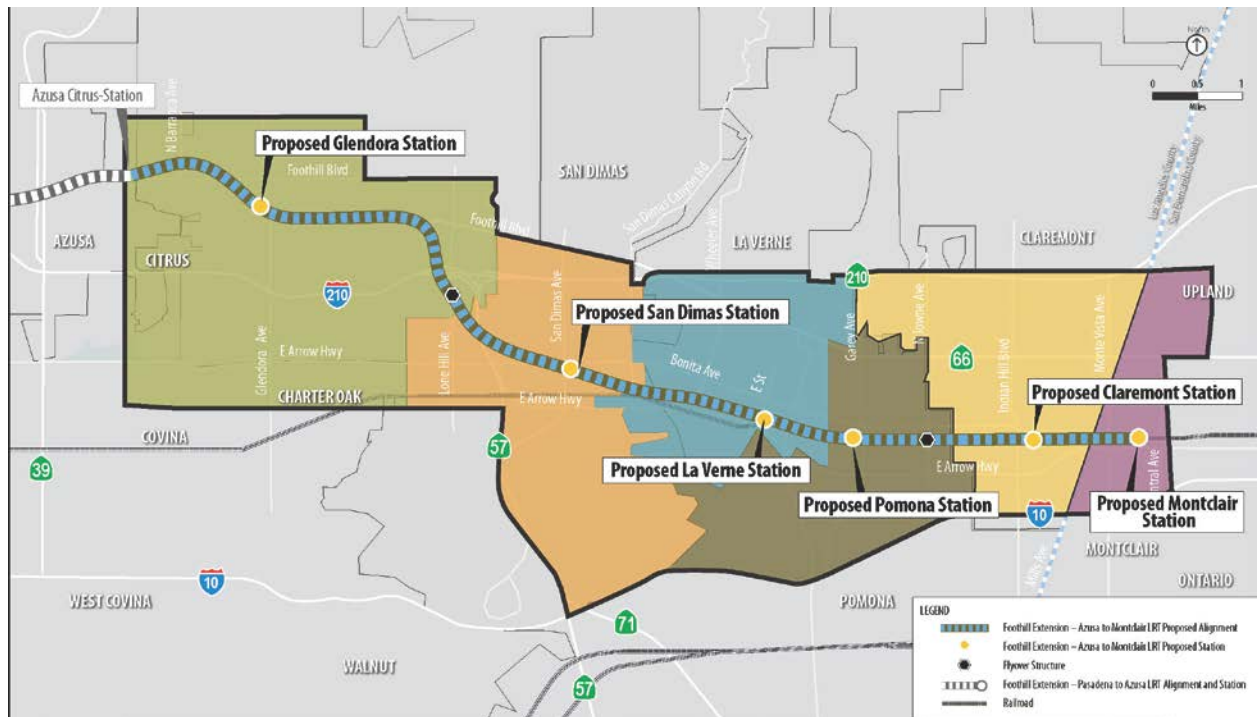 North
0 0.5 1
Miles
Azusa Citrus-Station
N Barranca Ave
Proposed Glendora Station
Foothill Blvd
SAN DIMAS
San Dimas Canyon Rd
Foothill Blvd
Wheeler Ave
LA VERNE
CLAREMONT
Los Angeles County
San Bernardino County
AZUSA
CITRUS
210
210
UPLAND
San Dimas Ave
Proposed San Dimas Station
Garey Ave
N Towne Ave
Monte Vista Ave
Glendora Ave
E Arrow Hwy
Lone Hill Ave
Bonita Ave
E St
66
Indian Hill Blvd
Proposed Claremont Station
CHARTER OAK
E Arrow Hwy
COVINA
57
39
Proposed La Verne Station
E Arrow Hwy
Proposed Pomona Station
10
Proposed Montclair
Station
Central Ave
MONTCLAIR
Mills Ave
ONTARIO
10
WEST COVINA
POMONA
71
WALNUT
57
LEGEND
Foothill Extension – Azusa to Montclair LRT Proposed Alignment
Foothill Extension – Azusa to Montclair LRT Proposed Station
Flyover Structure
Foothill Extension – Pasadena to Azusa LRT Alignment and Station
Railroad